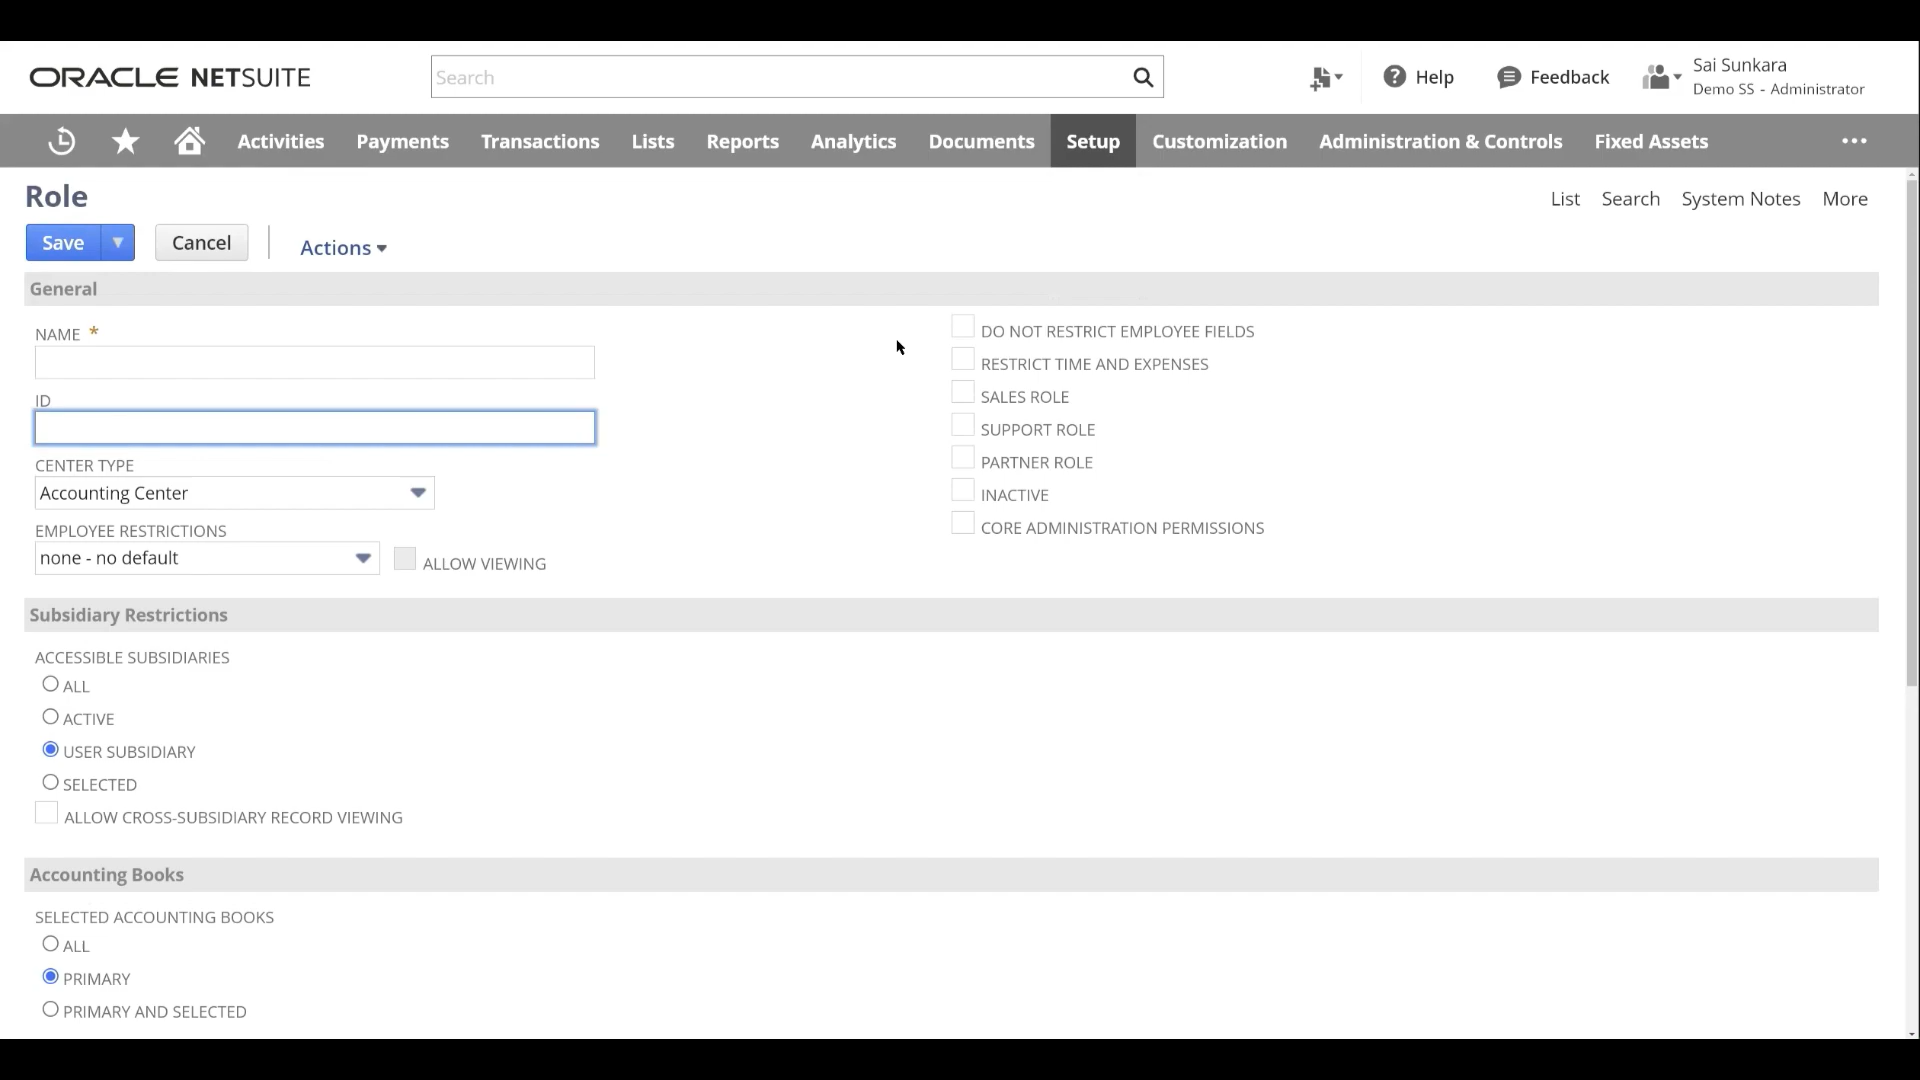 ORACLE NETSUITE
Search
Help
Feedback
Sai Sunkara
Demo SS - Administrator
Activities Payments Transactions Lists Reports Analytics Documents Setup Customization Administration & Controls Fixed Assets
Role
List Search System Notes More
Save Cancel Actions
General
NAME *
ID
CENTER TYPE
Accounting Center
EMPLOYEE RESTRICTIONS
none - no default
ALLOW VIEWING
DO NOT RESTRICT EMPLOYEE FIELDS
RESTRICT TIME AND EXPENSES
SALES ROLE
SUPPORT ROLE
PARTNER ROLE
INACTIVE
CORE ADMINISTRATION PERMISSIONS
Subsidiary Restrictions
ACCESSIBLE SUBSIDIARIES
ALL
ACTIVE
USER SUBSIDIARY
SELECTED
ALLOW CROSS-SUBSIDIARY RECORD VIEWING
Accounting Books
SELECTED ACCOUNTING BOOKS
ALL
PRIMARY
PRIMARY AND SELECTED